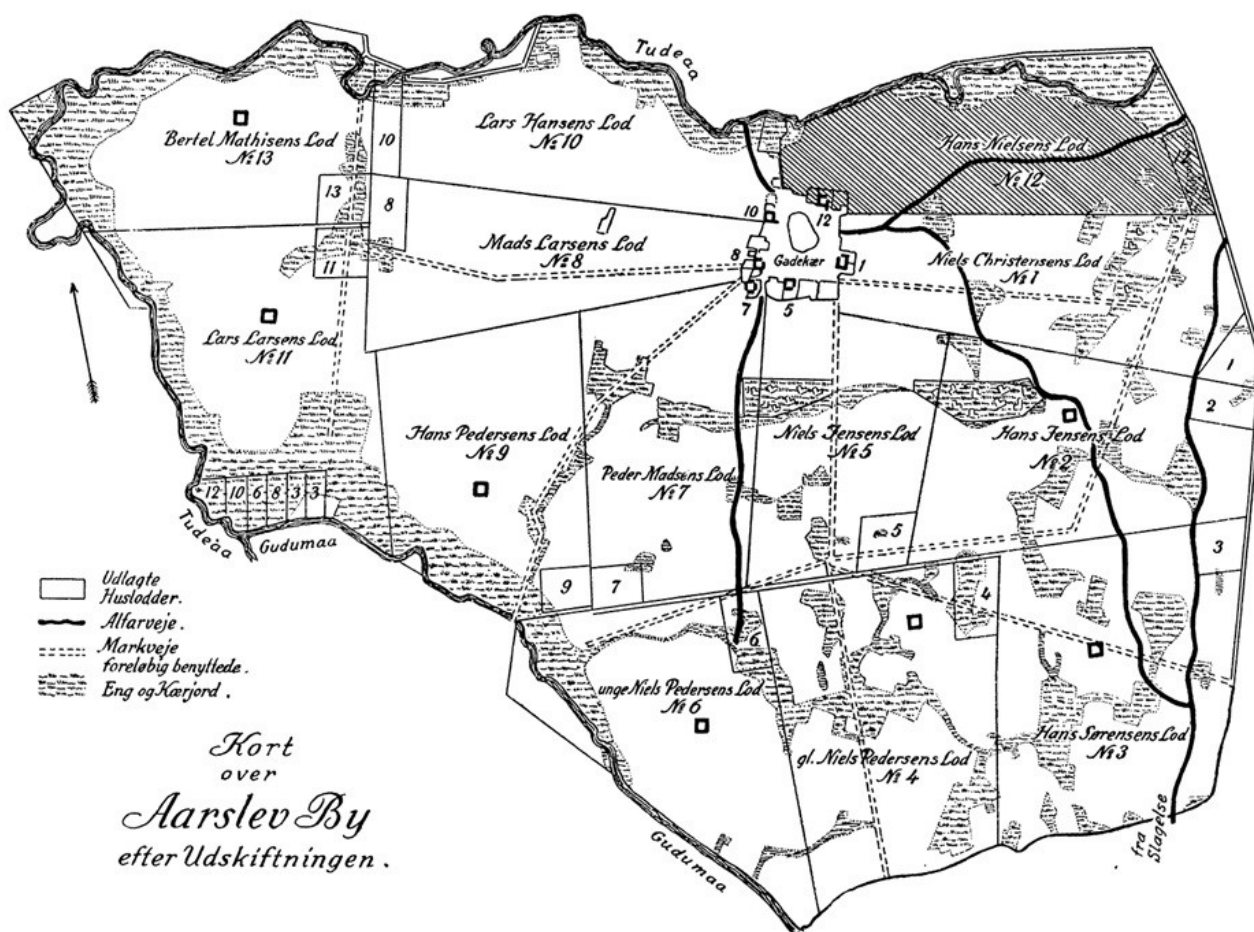 Tudeaa
Bertel Mathisens Lod
№ 13
10
Lars Hansens Lod
№ 10
Hans Nielsens Lod
№ 12
12
13
8
11
Mads Larsens Lod
№ 8
10
12
8
Gadekær
1
7
5
Niels Christensens Lod
№ 1
Lars Larsens Lod
№ 11
1
2
Hans Pedersens Lod
№ 9
Peder Madsens Lod
№ 7
Niels Jensens Lod
№ 5
Hans Jensens Lod
№ 2
12 10 6 8 3 3
Tudeaa
Gudumaa
5
3
9
7
4
6
Udlagte
Huslodder.
Alfarveje.
Markveje
foreløbig benyttede.
Eng og Kærjord.
unge Niels Pedersens Lod
№ 6
gl. Niels Pedersens Lod
№ 4
Hans Sørensens Lod
№ 3
Kort
over
Aarslev By
efter Udskiftningen.
Gudumaa
fra
Slagelse